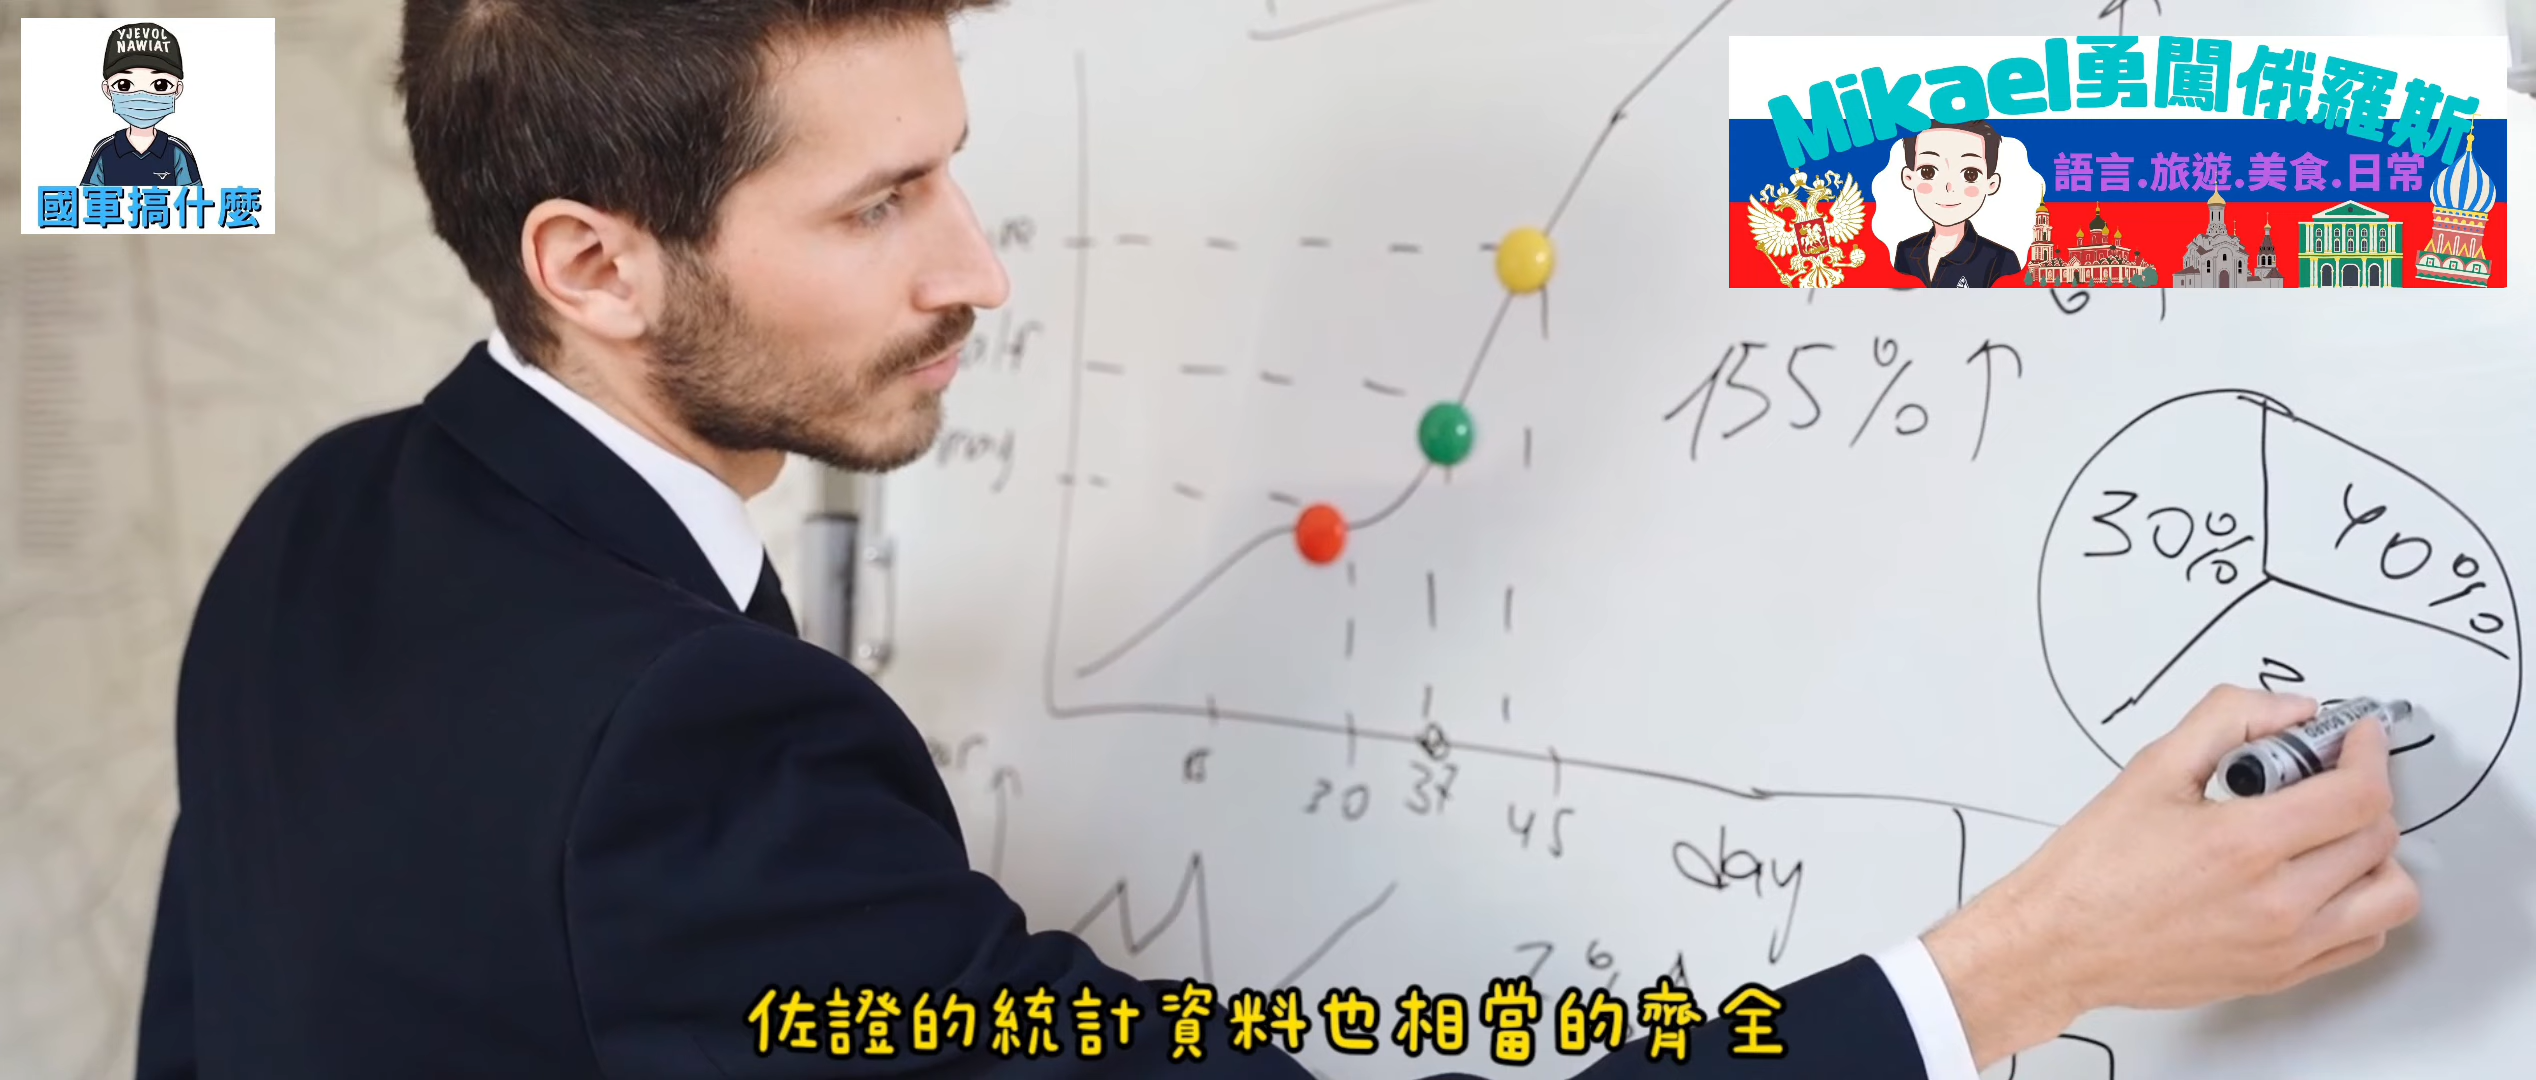 YJEVOL
NAWIAT
國軍搞什麼
Mikael勇闖俄羅斯
語言.旅遊.美食.日常
155%↑
30%
40%
30
37
45
day
佐證的統計資料也相當的齊全